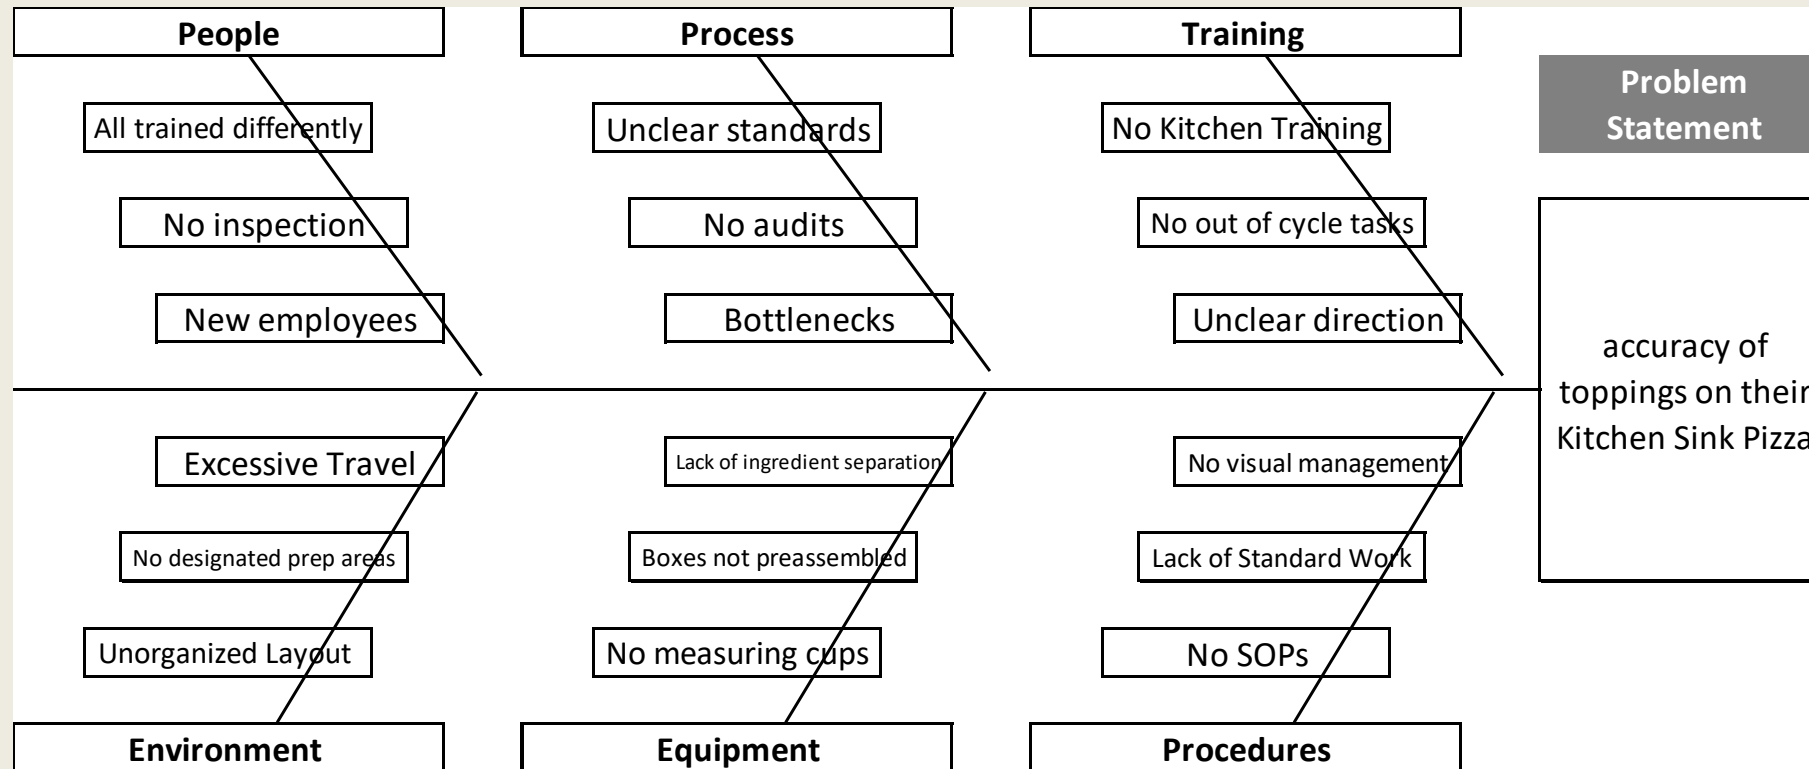 People
Process
Training
Problem
Statement
All trained differently
Unclear standards
No Kitchen Training
No inspection
No audits
No out of cycle tasks
New employees
Bottlenecks
Unclear direction
accuracy of
toppings on their
Kitchen Sink Pizza
Excessive Travel
Lack of ingredient separation
No visual management
No designated prep areas
Boxes not preassembled
Lack of Standard Work
Unorganized Layout
No measuring cups
No SOPs
Environment
Equipment
Procedures